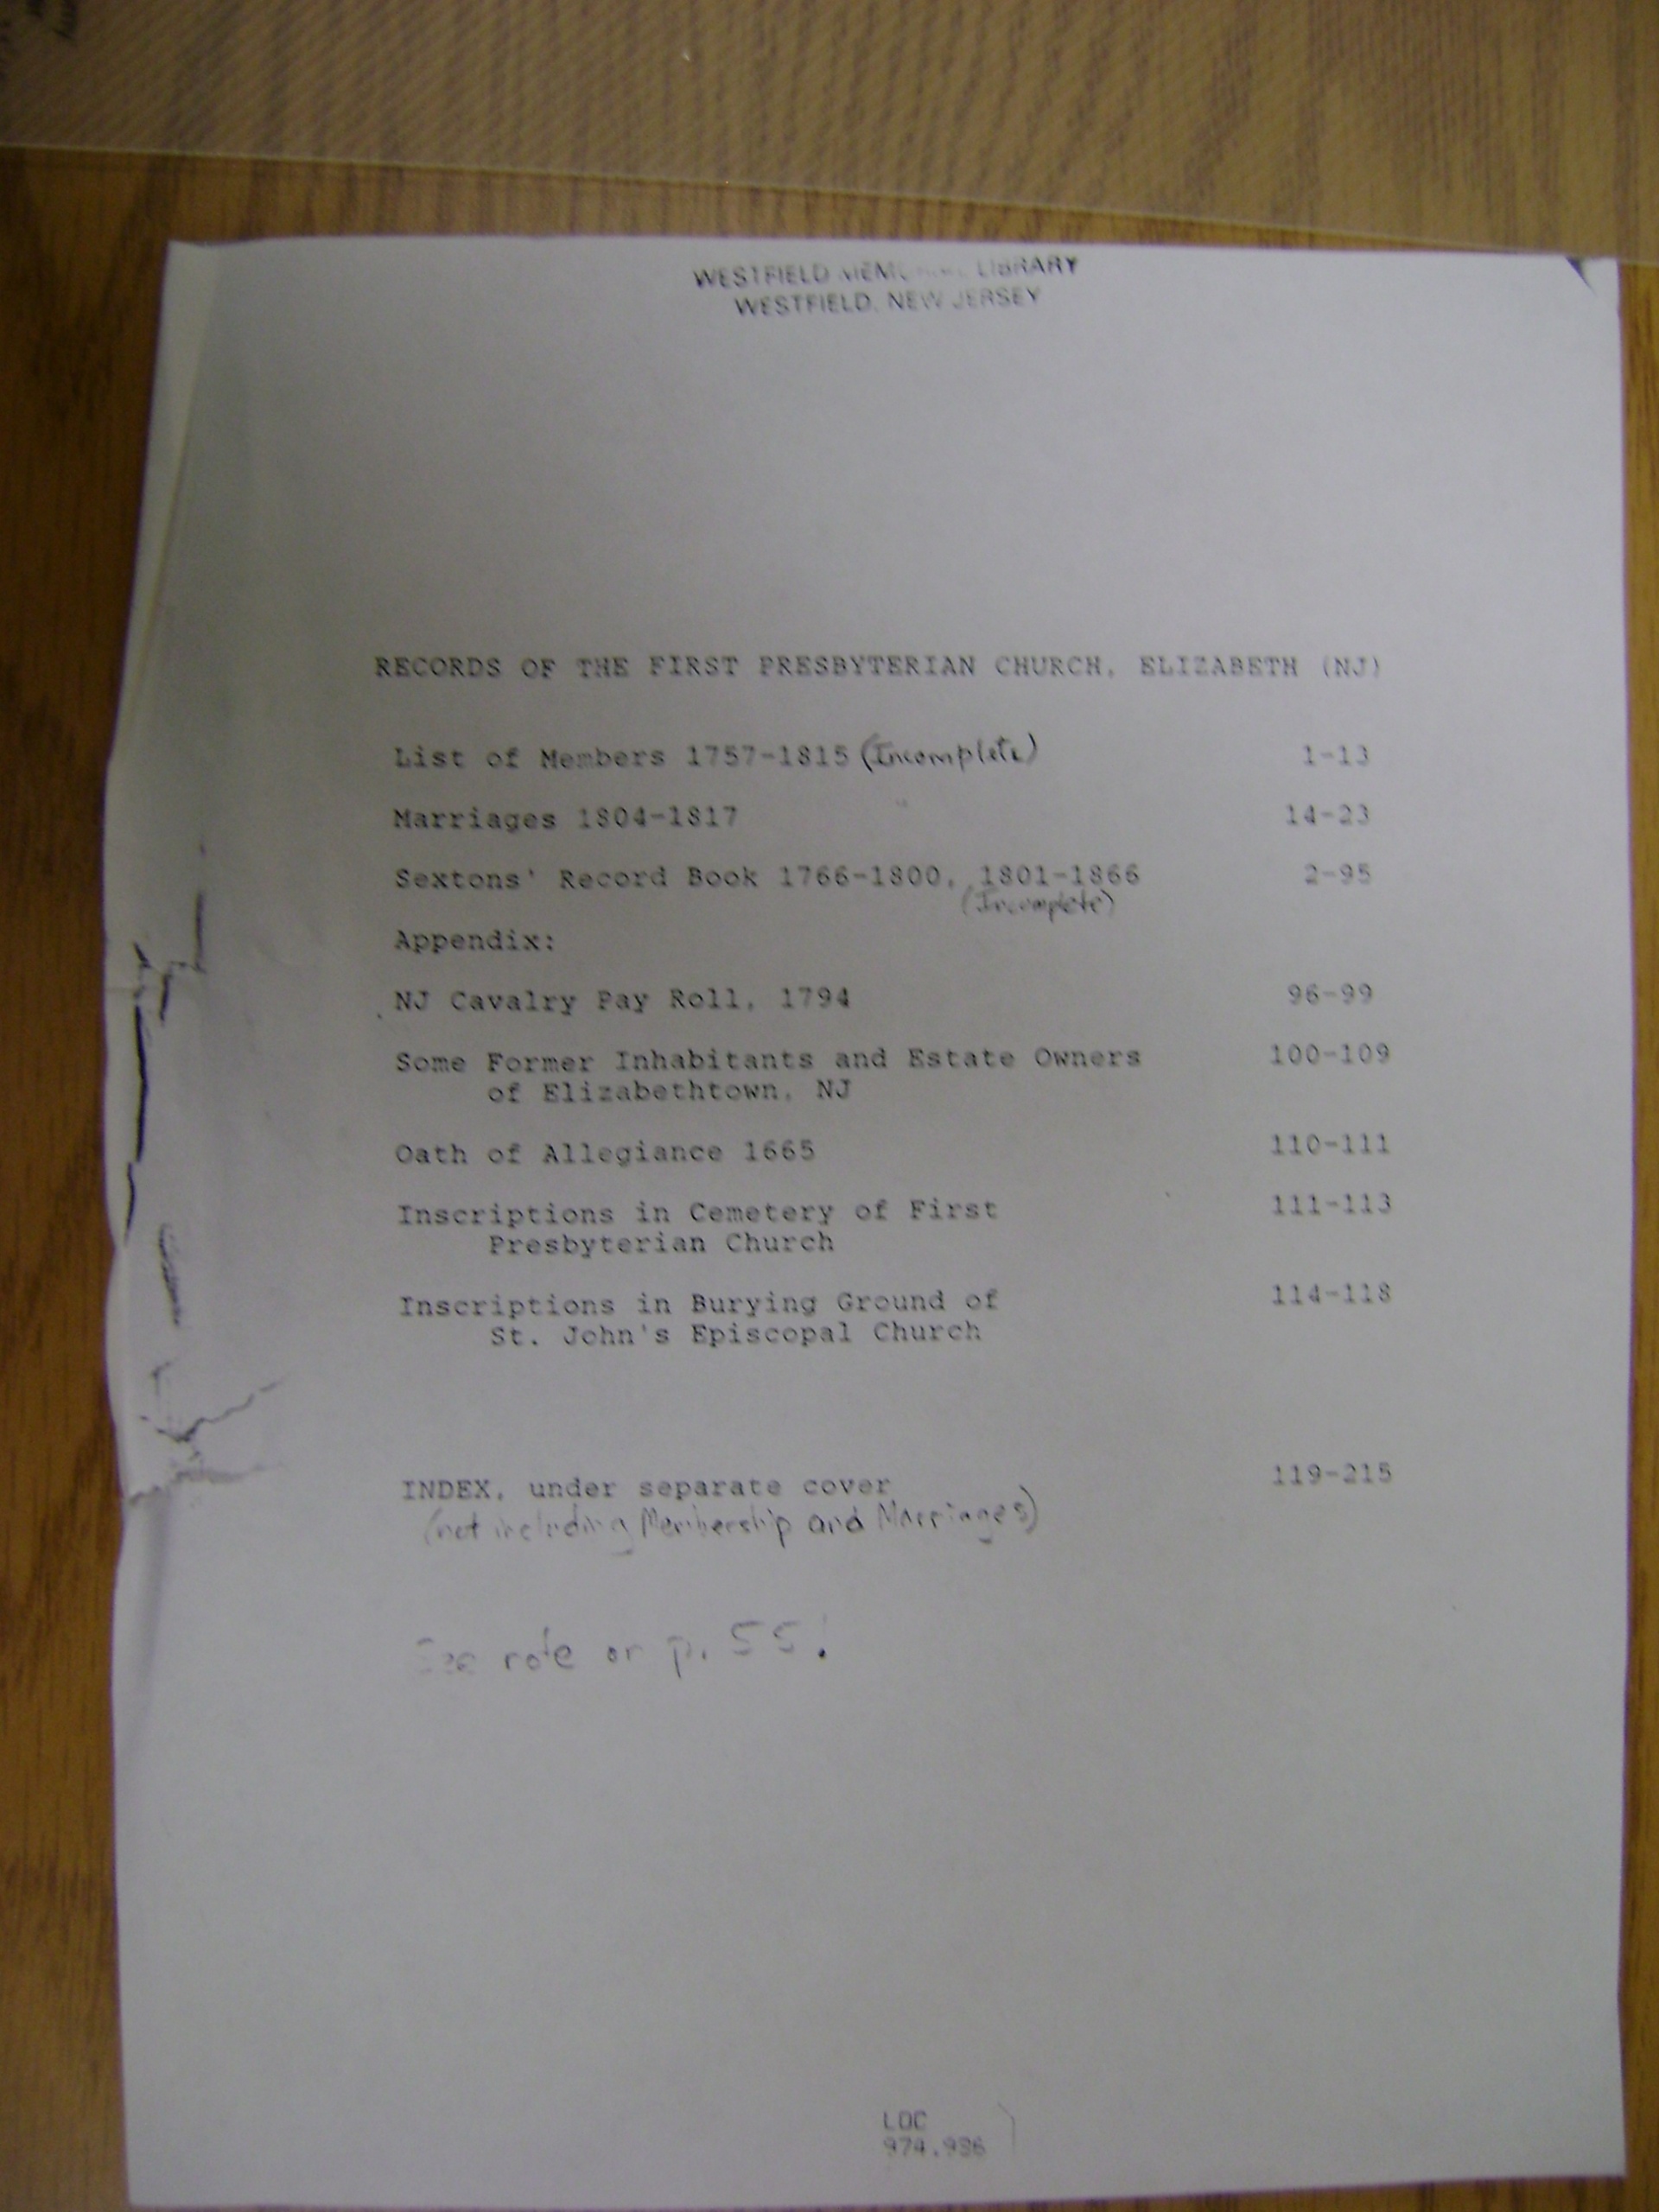 WESTFIELD MEMORIAL LIBRARY
WESTFIELD, NEW JERSEY
RECORDS OF THE FIRST PRESBYTERIAN CHURCH, ELIZABETH (NJ)
List of Members 1757-1815 (Incomplete) 1-13
Marriages 1804-1817 14-23
Sextons' Record Book 1766-1800, 1801-1866 2-95
(Incomplete)
Appendix:
NJ Cavalry Pay Roll, 1794 96-99
Some Former Inhabitants and Estate Owners 100-109
of Elizabethtown, NJ
Oath of Allegiance 1665 110-111
Inscriptions in Cemetery of First 111-113
Presbyterian Church
Inscriptions in Burying Ground of 114-118
St. John's Episcopal Church
INDEX, under separate cover 119-215
(not including Membership and Marriages)
See note on p. 55!
LOC
974.936